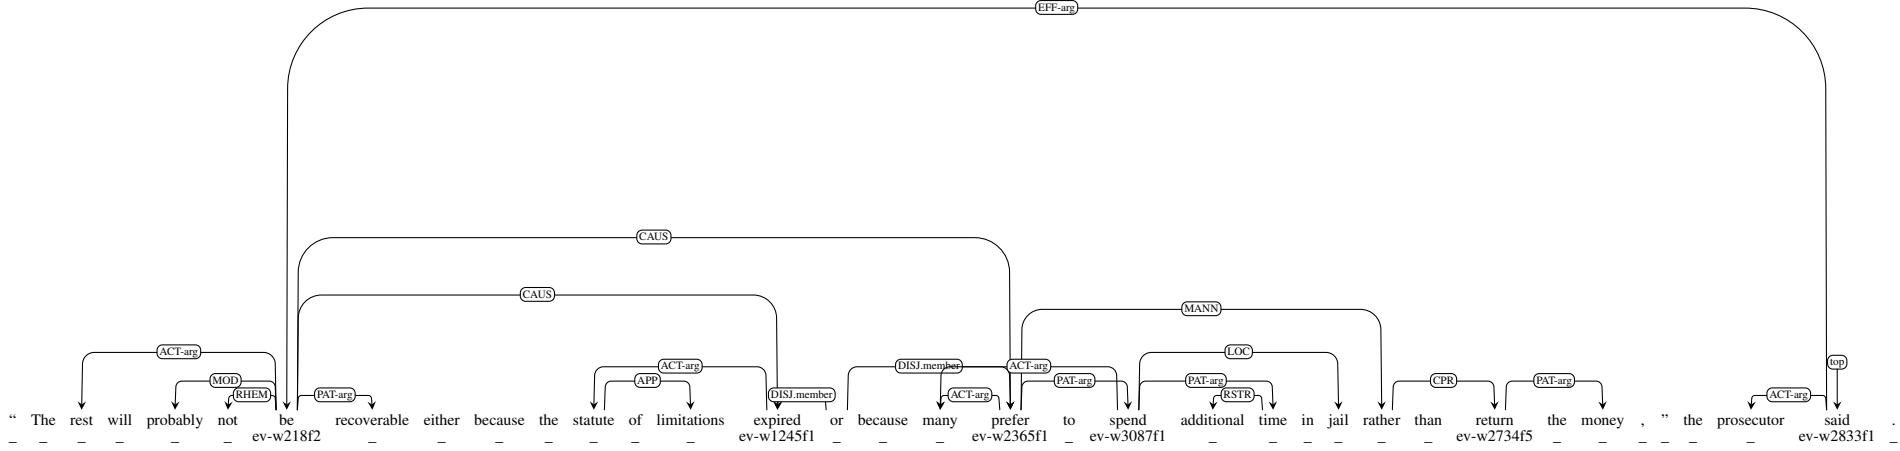 EFF-arg
CAUS
CAUS
MANN
ACT-arg LOC
top
ACT-arg DISJ.member ACT-arg
MOD APP PAT-arg PAT-arg CPR PAT-arg
RHEM PAT-arg DISJ.member ACT-arg RSTR ACT-arg
“ The rest will probably not be recoverable either because the statute of limitations expired or because many prefer to spend additional time in jail rather than return the money , ” the prosecutor said .
_ _ _ _ _ _ ev-w218f2 _ _ _ _ _ _ _ ev-w1245f1 _ _ _ ev-w2365f1 _ ev-w3087f1 _ _ _ _ _ _ ev-w2734f5 _ _ _ _ _ _ ev-w2833f1 _